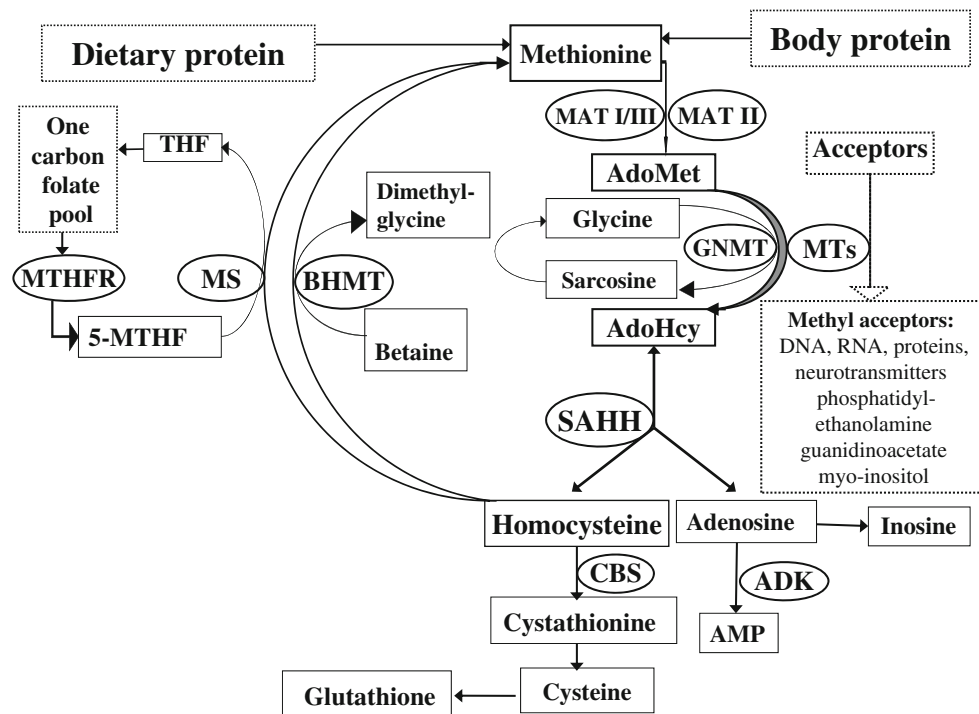 Dietary protein
Methionine
Body protein
MAT I/III
MAT II
One
carbon
folate
pool
THF
Acceptors
AdoMet
Dimethyl-
glycine
Glycine
GNMT
MTs
MTHFR
MS
BHMT
Sarcosine
5-MTHF
Betaine
AdoHcy
Methyl acceptors:
DNA, RNA, proteins,
neurotransmitters
phosphatidyl-
ethanolamine
guanidinoacetate
myo-inositol
SAHH
Homocysteine
Adenosine
Inosine
CBS
ADK
Cystathionine
AMP
Glutathione
Cysteine